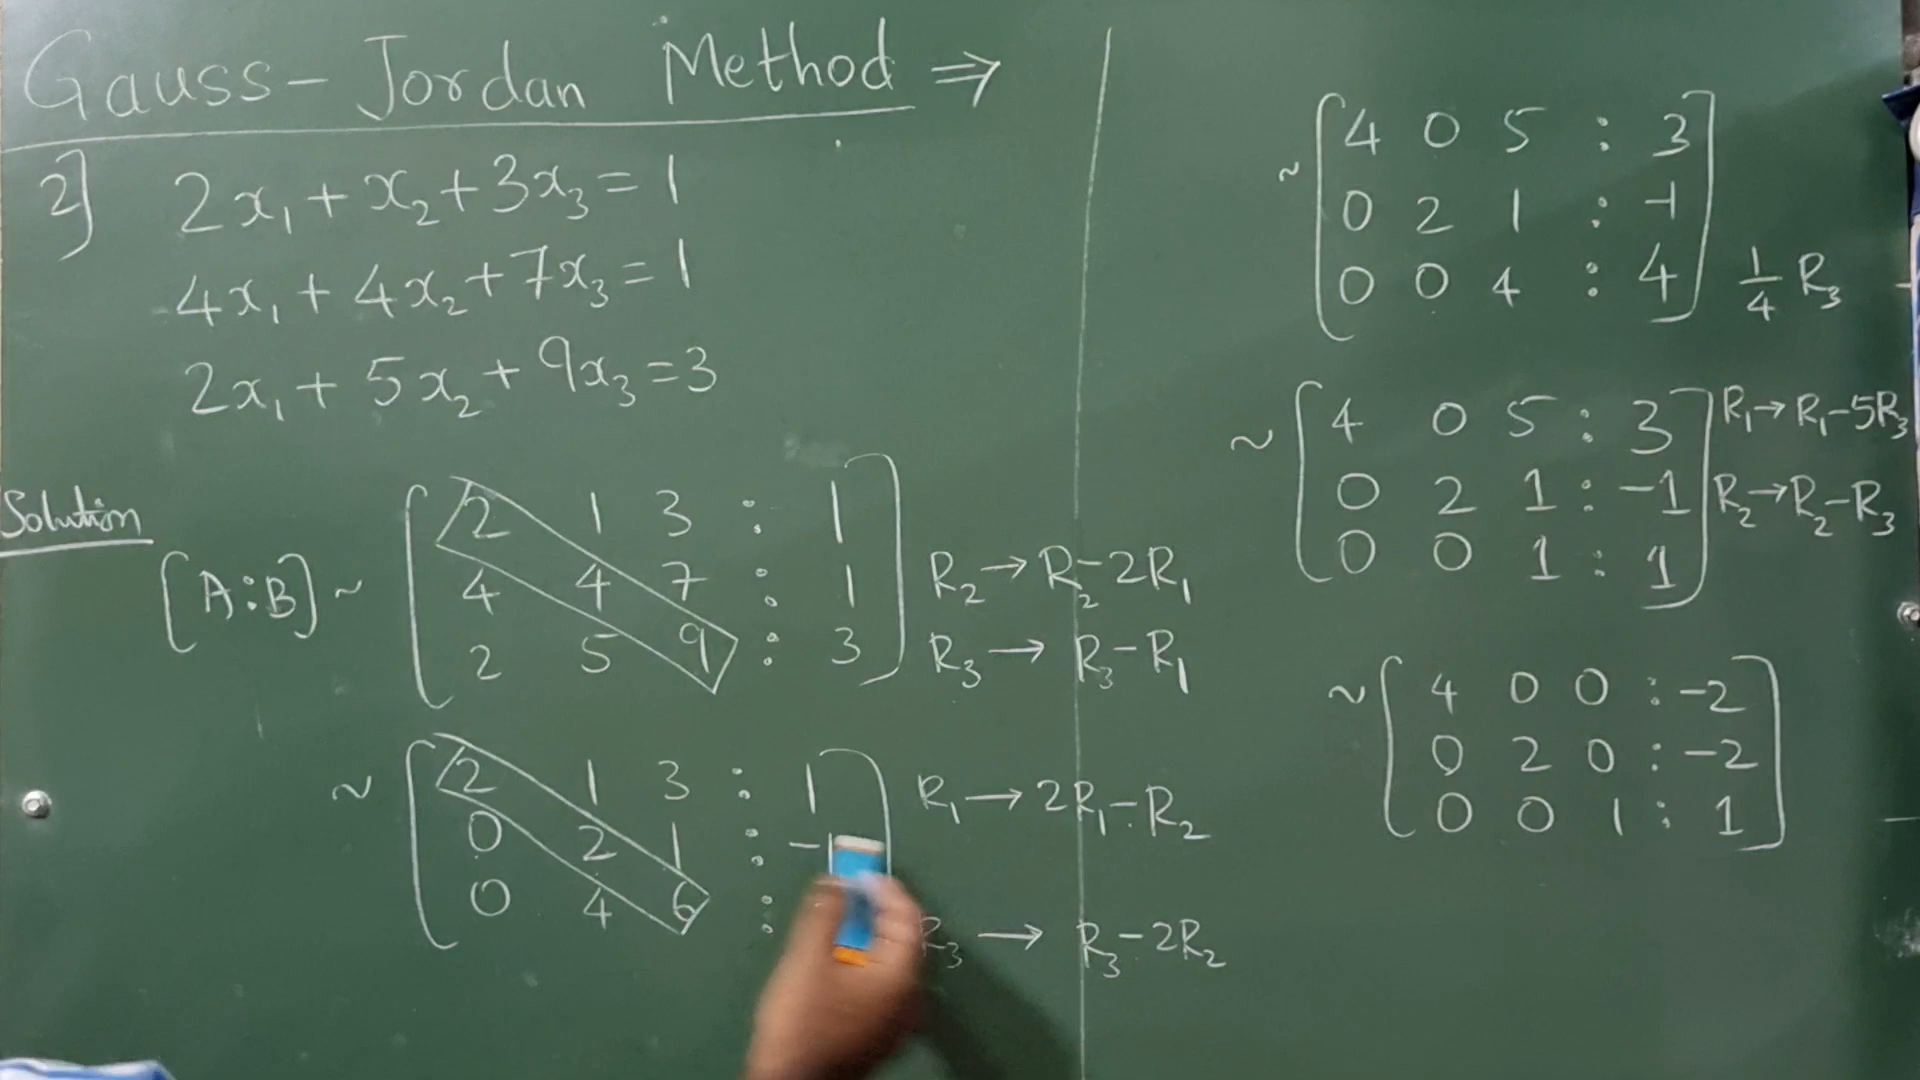 Gauss-Jordan Method ⇒
2] 2x₁ + x₂ + 3x₃ = 1
4x₁ + 4x₂ + 7x₃ = 1
2x₁ + 5x₂ + 9x₃ = 3
Solution
[A:B] ~
2 1 3 : 1
4 4 7 : 1 R₂ → R₂-2R₁
2 5 9 : 3 R₃ → R₃-R₁
~
2 1 3 : 1 R₁ → 2R₁-R₂
0 2 1 : -1
0 4 6 : R₃ → R₃-2R₂
~
4 0 5 : 3
0 2 1 : -1
0 0 4 : 4 1/4 R₃
~
4 0 5 : 3 R₁→R₁-5R₃
0 2 1 : -1 R₂→R₂-R₃
0 0 1 : 1
~
4 0 0 : -2
0 2 0 : -2
0 0 1 : 1